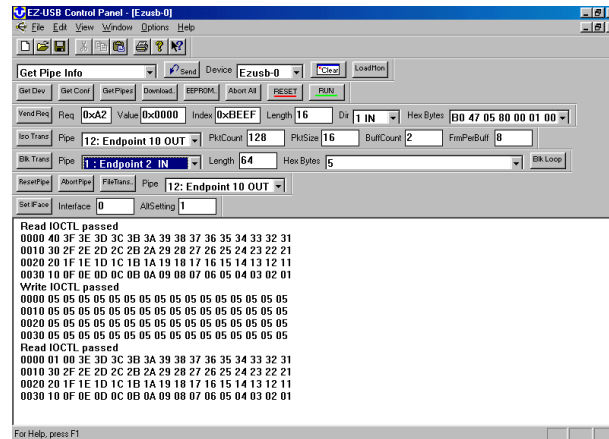 EZ-USB Control Panel - [Ezusb-0]
File Edit View Window Options Help
Get Pipe Info Send Device Ezusb-0 Clear LoadMon
Get Dev Get Conf GetPipes Download.. EEPROM.. Abort All RESET RUN
Vend Req Req 0xA2 Value 0x0000 Index 0xBEEF Length 16 Dir 1 IN Hex Bytes B0 47 05 80 00 01 00
Iso Trans Pipe 12: Endpoint 10 OUT PktCount 128 PktSize 16 BuffCount 2 FrmPerBuff 8
Blk Trans Pipe 1 : Endpoint 2 IN Length 64 Hex Bytes 5 Blk Loop
ResetPipe AbortPipe FileTrans.. Pipe 12: Endpoint 10 OUT
Set IFace Interface 0 AltSetting 1
Read IOCTL passed
0000 40 3F 3E 3D 3C 3B 3A 39 38 37 36 35 34 33 32 31
0010 30 2F 2E 2D 2C 2B 2A 29 28 27 26 25 24 23 22 21
0020 20 1F 1E 1D 1C 1B 1A 19 18 17 16 15 14 13 12 11
0030 10 0F 0E 0D 0C 0B 0A 09 08 07 06 05 04 03 02 01
Write IOCTL passed
0000 05 05 05 05 05 05 05 05 05 05 05 05 05 05 05 05
0010 05 05 05 05 05 05 05 05 05 05 05 05 05 05 05 05
0020 05 05 05 05 05 05 05 05 05 05 05 05 05 05 05 05
0030 05 05 05 05 05 05 05 05 05 05 05 05 05 05 05 05
Read IOCTL passed
0000 01 00 3E 3D 3C 3B 3A 39 38 37 36 35 34 33 32 31
0010 30 2F 2E 2D 2C 2B 2A 29 28 27 26 25 24 23 22 21
0020 20 1F 1E 1D 1C 1B 1A 19 18 17 16 15 14 13 12 11
0030 10 0F 0E 0D 0C 0B 0A 09 08 07 06 05 04 03 02 01
For Help, press F1